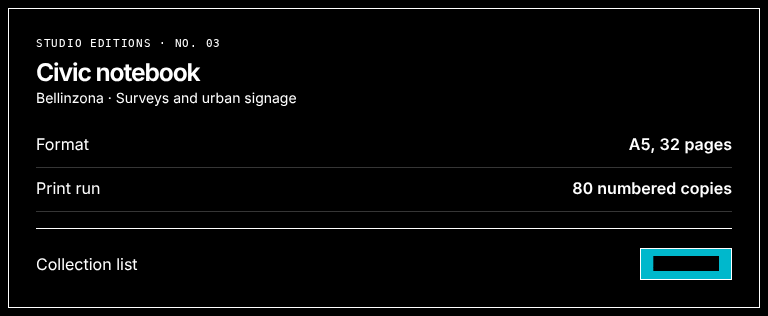 STUDIO EDITIONS · NO. 03
Civic notebook
Bellinzona · Surveys and urban signage
Format
A5, 32 pages
Print run
80 numbered copies
Collection list